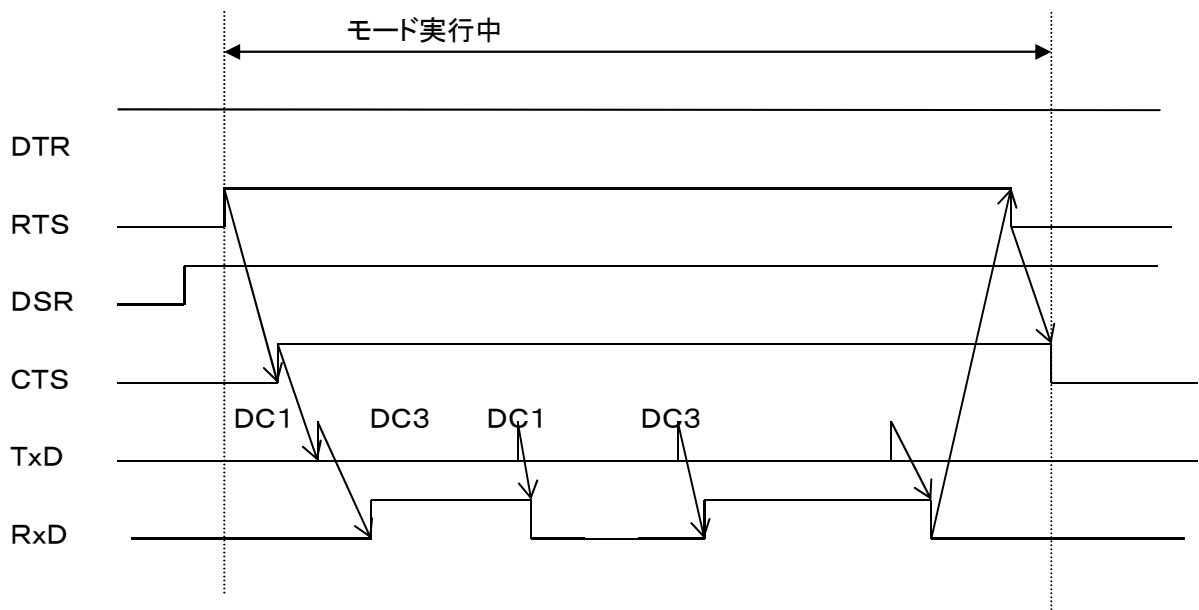 モード実行中
DTR
RTS
DSR
CTS
DC1 DC3 DC1 DC3
TxD
RxD